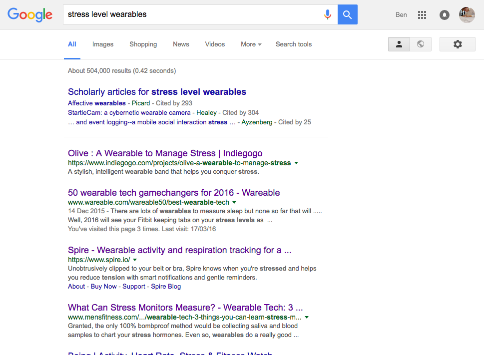 Google stress level wearables Ben
All Images Shopping News Videos More Search tools
About 504,000 results (0.42 seconds)
Scholarly articles for stress level wearables
Affective wearables - Picard - Cited by 293
StartleCam: a cybernetic wearable camera - Healey - Cited by 304
... and event logging--a mobile social interaction stress ... - Ayzenberg - Cited by 25
Olive : A Wearable to Manage Stress | Indiegogo
https://www.indiegogo.com/projects/olive-a-wearable-to-manage-stress
A stylish, intelligent wearable band that helps you conquer stress.
50 wearable tech gamechangers for 2016 - Wareable
www.wareable.com/wareable50/best-wearable-tech
14 Dec 2015 - There are lots of wearables to measure sleep but none so far that will ....
Well, 2016 will see your Fitbit keeping tabs on your stress levels as ...
You've visited this page 3 times. Last visit: 17/03/16
Spire - Wearable activity and respiration tracking for a ...
https://www.spire.io/
Unobtrusively clipped to your belt or bra, Spire knows when you're stressed and helps
you reduce tension with smart notifications and gentle reminders.
About - Buy Now - Support - Spire Blog
What Can Stress Monitors Measure? - Wearable Tech: 3 ...
www.mensfitness.com/.../wearable-tech-3-things-you-can-learn-stress-m...
Granted, the only 100% bombproof method would be collecting saliva and blood
samples to chart your stress hormones. Even so, wearables do a really good ...